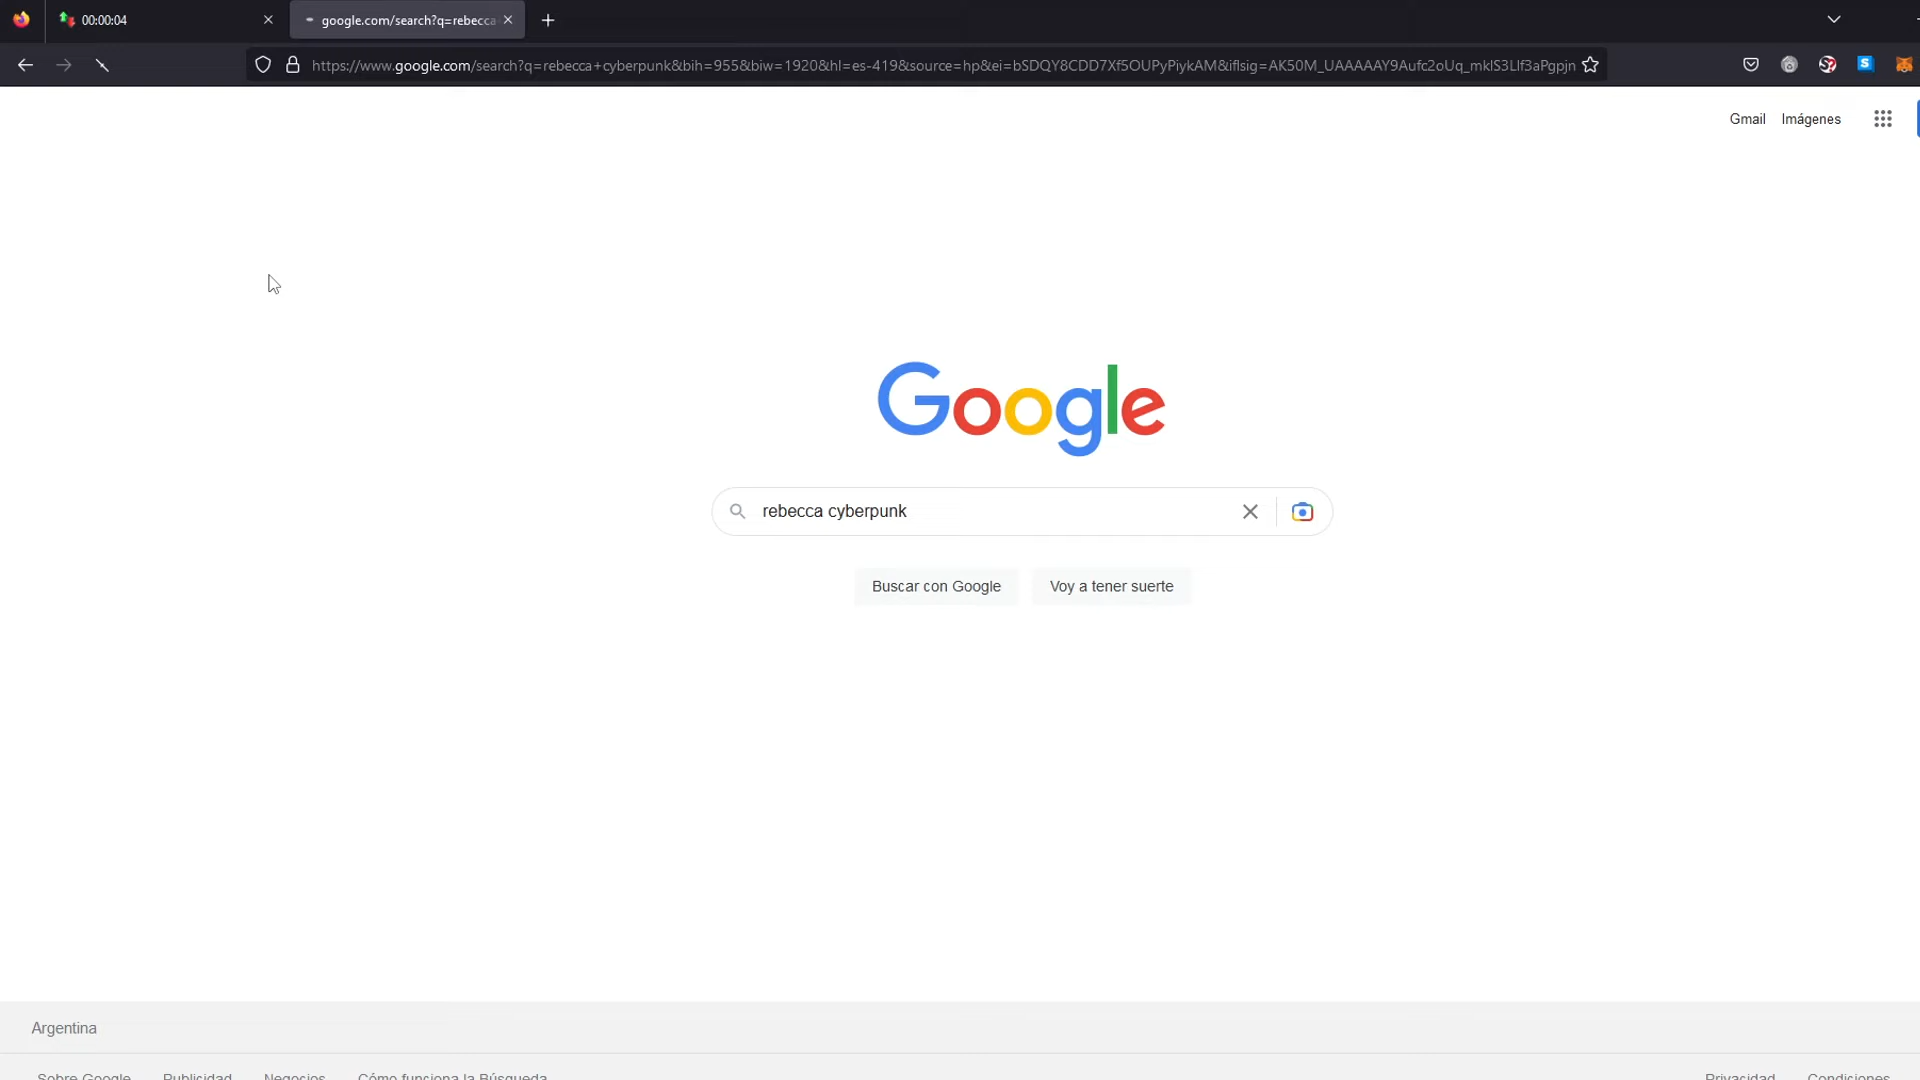 00:00:04
google.com/search?q=rebecca
https://www.google.com/search?q=rebecca+cyberpunk&bih=955&biw=1920&hl=es-419&source=hp&ei=bSDQY8CDD7Xf5OUPyPiykAM&iflsig=AK50M_UAAAAAY9Aufc2oUq_mklS3Llf3aPgpjn
Gmail Imágenes
Google
rebecca cyberpunk
Buscar con Google Voy a tener suerte
Argentina
Sobre Google Publicidad Negocios Cómo funciona la Búsqueda Privacidad Condiciones